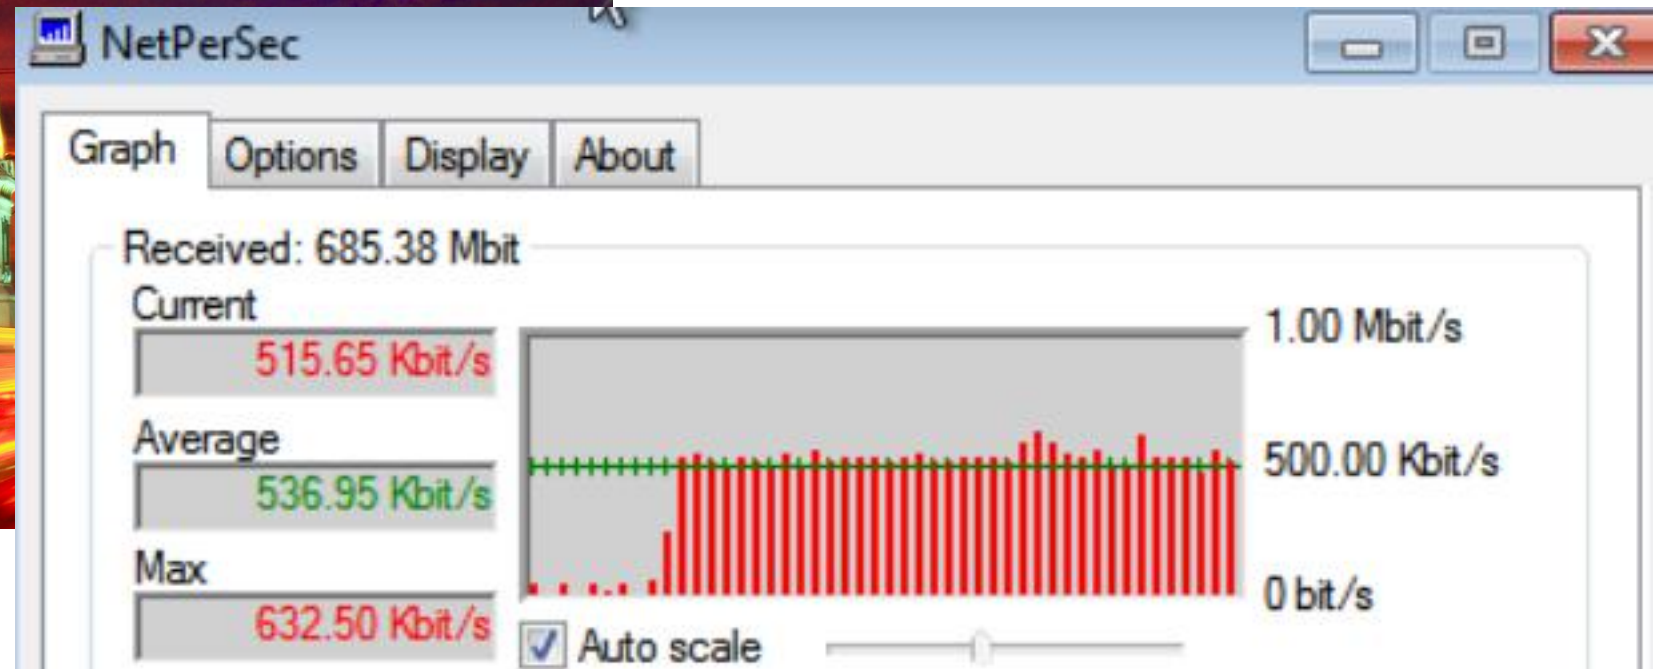 NetPerSec
Graph Options Display About
Received: 685.38 Mbit
Current
515.65 Kbit/s
1.00 Mbit/s
Average
536.95 Kbit/s
500.00 Kbit/s
Max
632.50 Kbit/s
0 bit/s
Auto scale